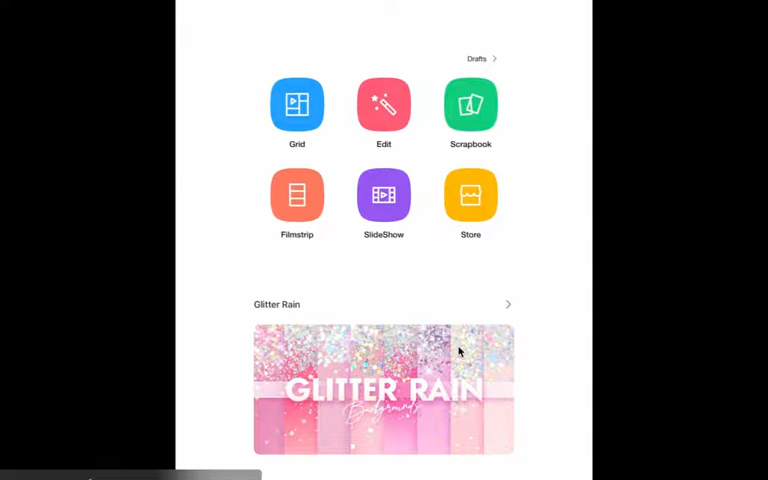 Drafts
Grid
Edit
Scrapbook
Filmstrip
SlideShow
Store
Glitter Rain
GLITTER RAIN
Backgrounds